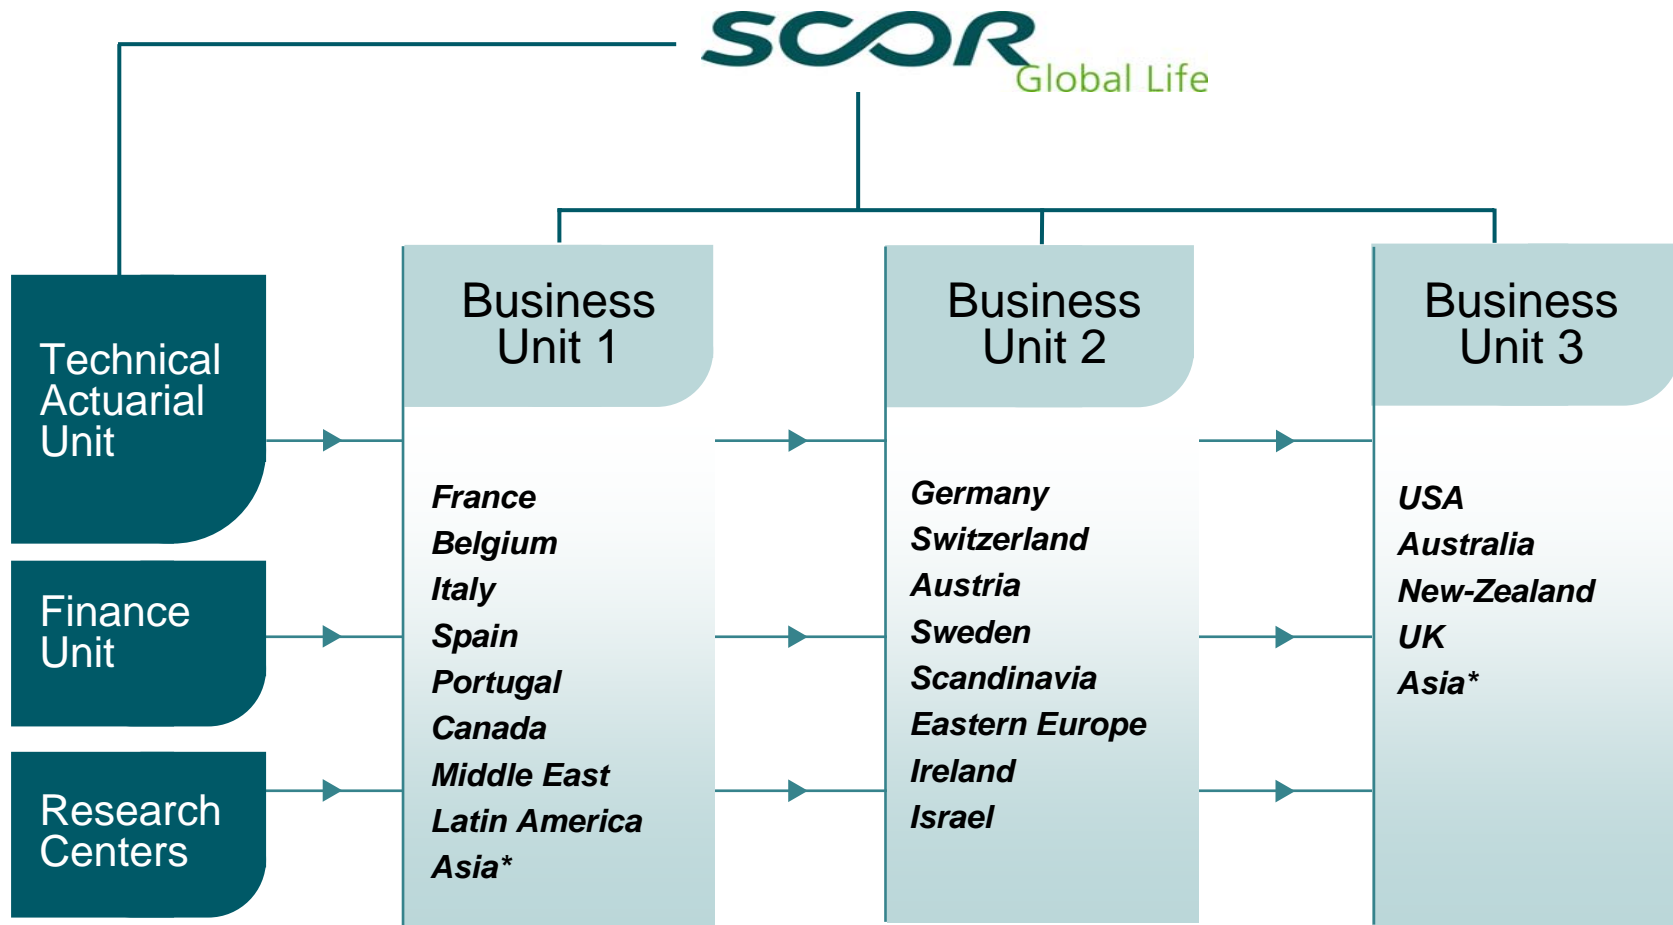 SCOR
Global Life
Technical
Actuarial
Unit
Finance
Unit
Research
Centers
Business
Unit 1
France
Belgium
Italy
Spain
Portugal
Canada
Middle East
Latin America
Asia*
Business
Unit 2
Germany
Switzerland
Austria
Sweden
Scandinavia
Eastern Europe
Ireland
Israel
Business
Unit 3
USA
Australia
New-Zealand
UK
Asia*